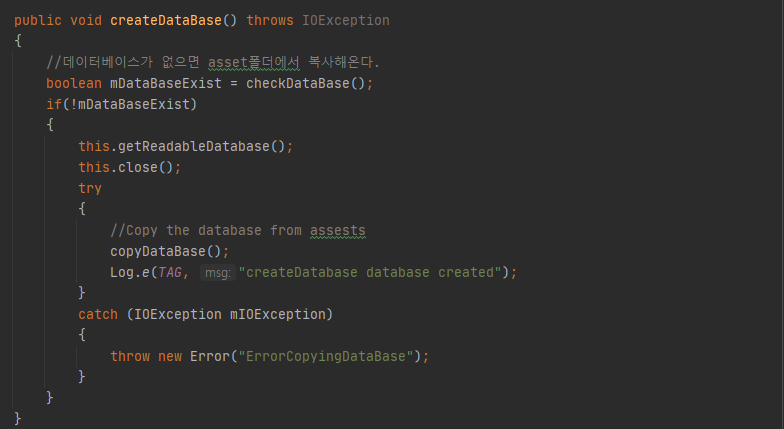 public void createDataBase() throws IOException
{
//데이터베이스가 없으면 asset폴더에서 복사해온다.
boolean mDataBaseExist = checkDataBase();
if(!mDataBaseExist)
{
this.getReadableDatabase();
this.close();
try
{
//Copy the database from assests
copyDataBase();
Log.e(TAG, msg: "createDatabase database created");
}
catch (IOException mIOException)
{
throw new Error("ErrorCopyingDataBase");
}
}
}